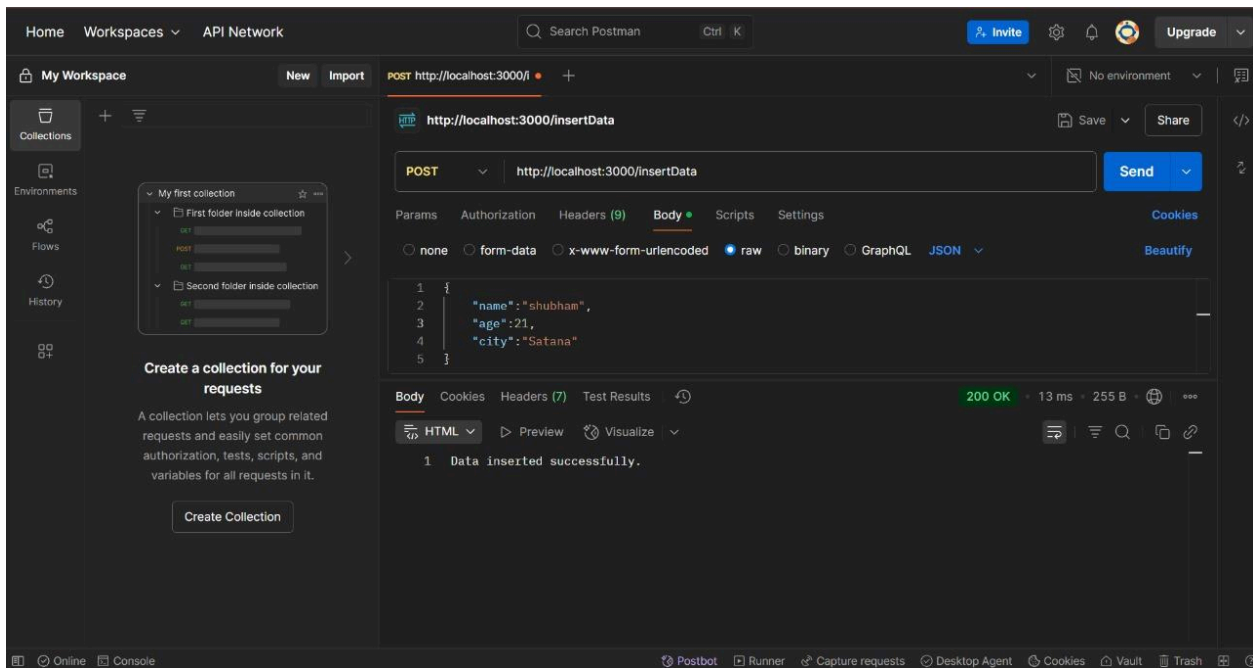 Home Workspaces API Network Search Postman Ctrl K Invite Upgrade
My Workspace New Import POST http://localhost:3000/i No environment
Collections
Environments
Flows
History
My first collection
First folder inside collection
GET
POST
GET
Second folder inside collection
GET
GET
Create a collection for your
requests
A collection lets you group related
requests and easily set common
authorization, tests, scripts, and
variables for all requests in it.
Create Collection
HTTP http://localhost:3000/insertData Save Share
POST http://localhost:3000/insertData Send
Params Authorization Headers (9) Body Scripts Settings Cookies
none form-data x-www-form-urlencoded raw binary GraphQL JSON Beautify
1 {
2 "name":"shubham",
3 "age":21,
4 "city":"Satana"
5 }
Body Cookies Headers (7) Test Results 200 OK 13 ms 255 B
HTML Preview Visualize
1 Data inserted successfully.
Online Console Postbot Runner Capture requests Desktop Agent Cookies Vault Trash